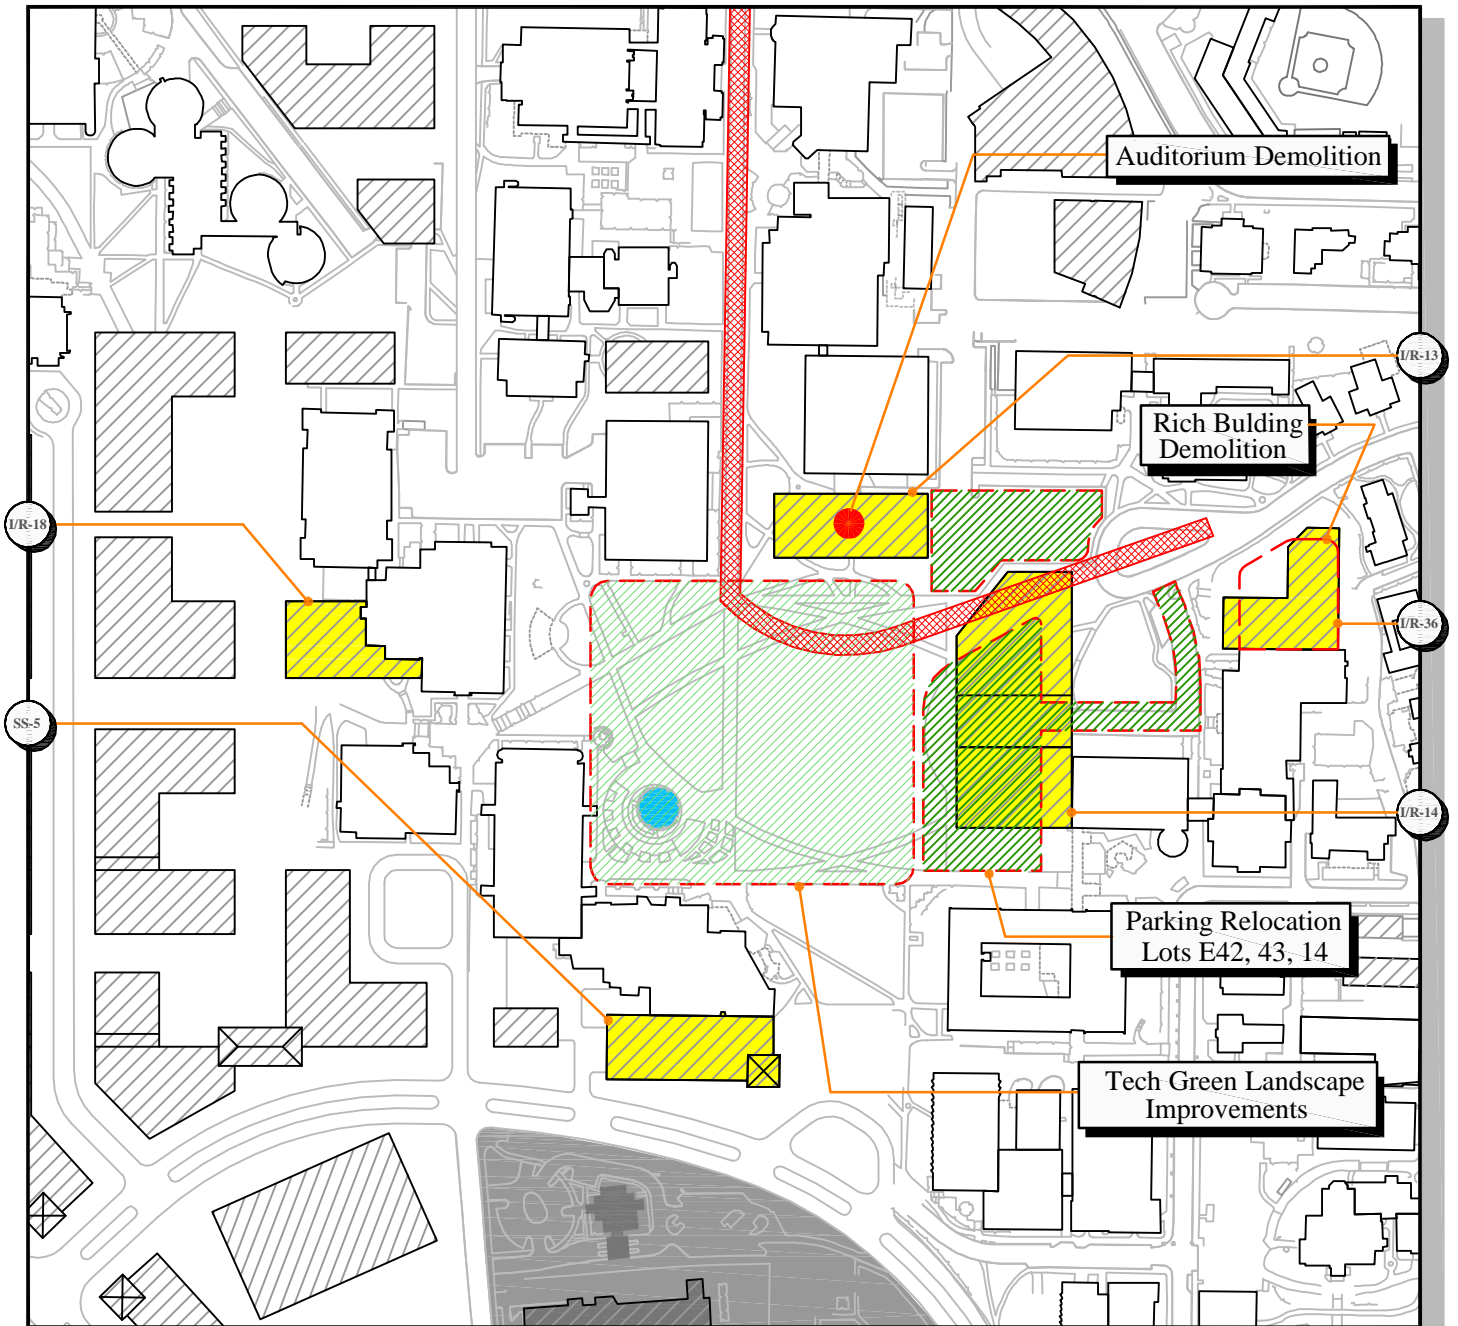 Auditorium Demolition
I/R-13
Rich Bulding
Demolition
I/R-18
I/R-36
SS-5
I/R-14
Parking Relocation
Lots E42, 43, 14
Tech Green Landscape
Improvements